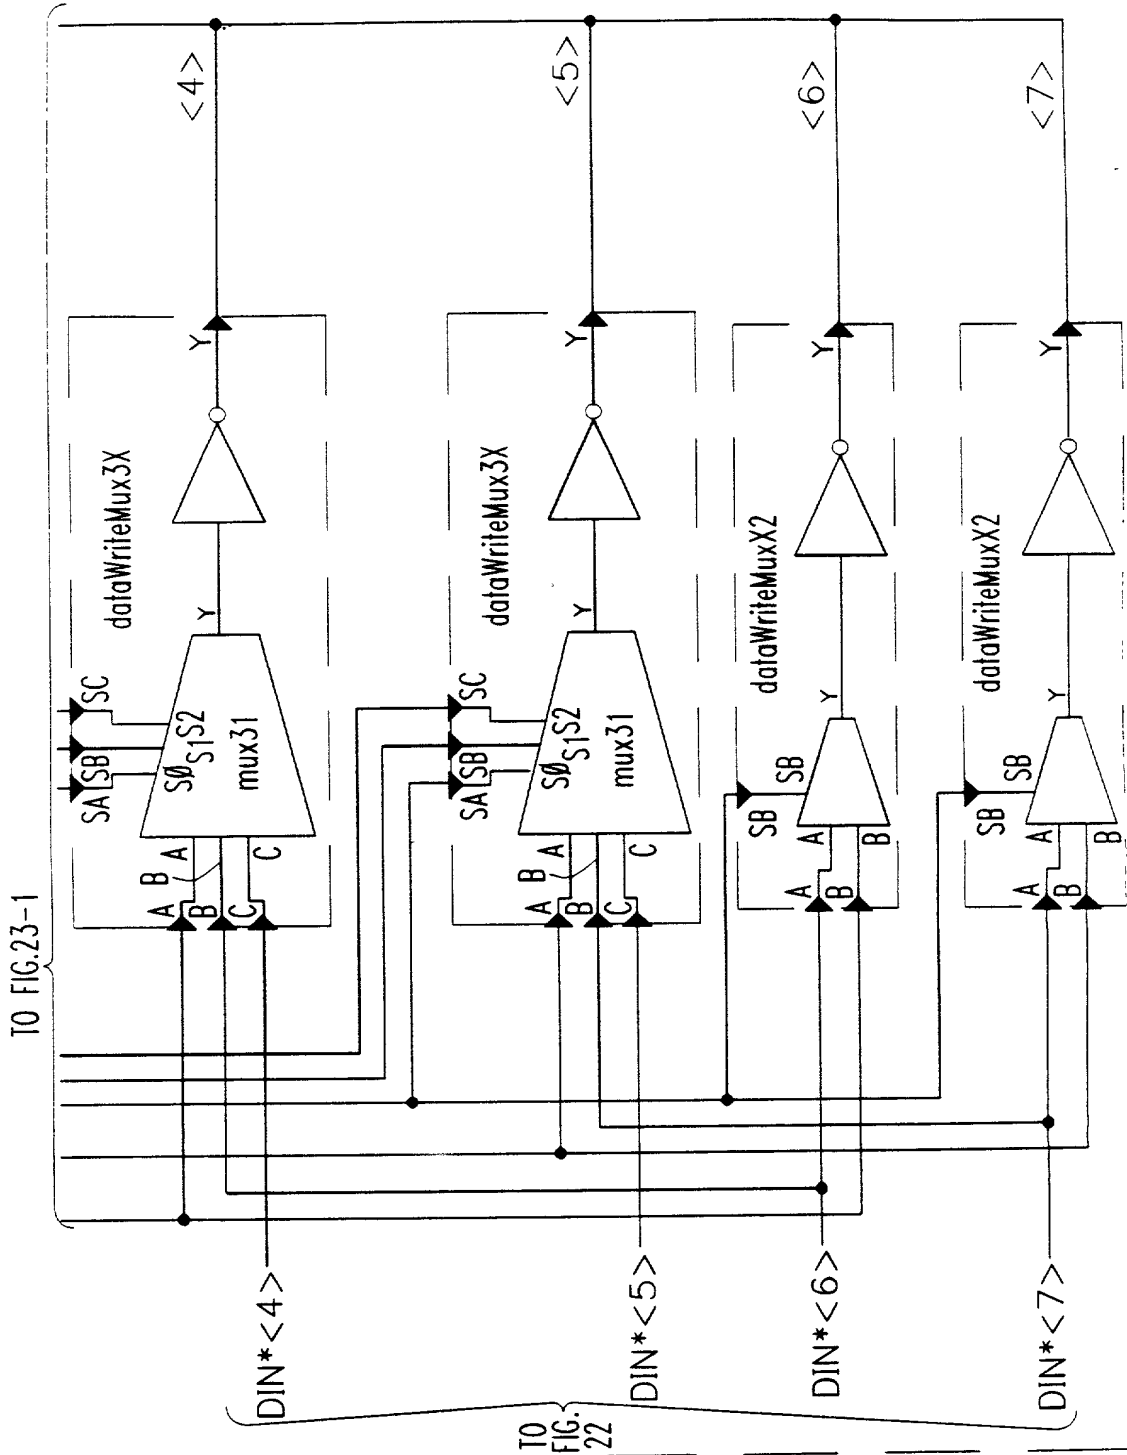 TO FIG.23-1
<4>
<5>
<6>
<7>
Y
Y
Y
Y
dataWriteMux3X
dataWriteMux3X
dataWriteMuxX2
dataWriteMuxX2
Y
Y
Y
Y
SA
SB
SC
SØ
S1
S2
mux31
A
B
C
A
B
C
SA
SB
SC
SØ
S1
S2
mux31
A
B
C
A
B
C
SB
SB
A
B
A
B
SB
SB
A
B
A
B
DIN*<4>
DIN*<5>
DIN*<6>
DIN*<7>
TO
FIG.
22